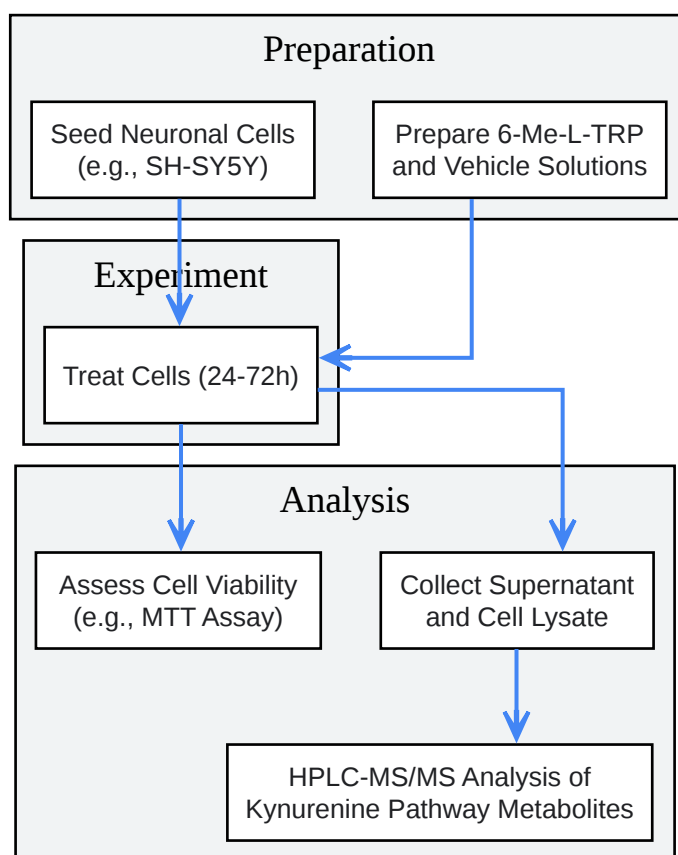 Preparation
Seed Neuronal Cells
(e.g., SH-SY5Y)
Prepare 6-Me-L-TRP
and Vehicle Solutions
Experiment
Treat Cells (24-72h)
Analysis
Assess Cell Viability
(e.g., MTT Assay)
Collect Supernatant
and Cell Lysate
HPLC-MS/MS Analysis of
Kynurenine Pathway Metabolites